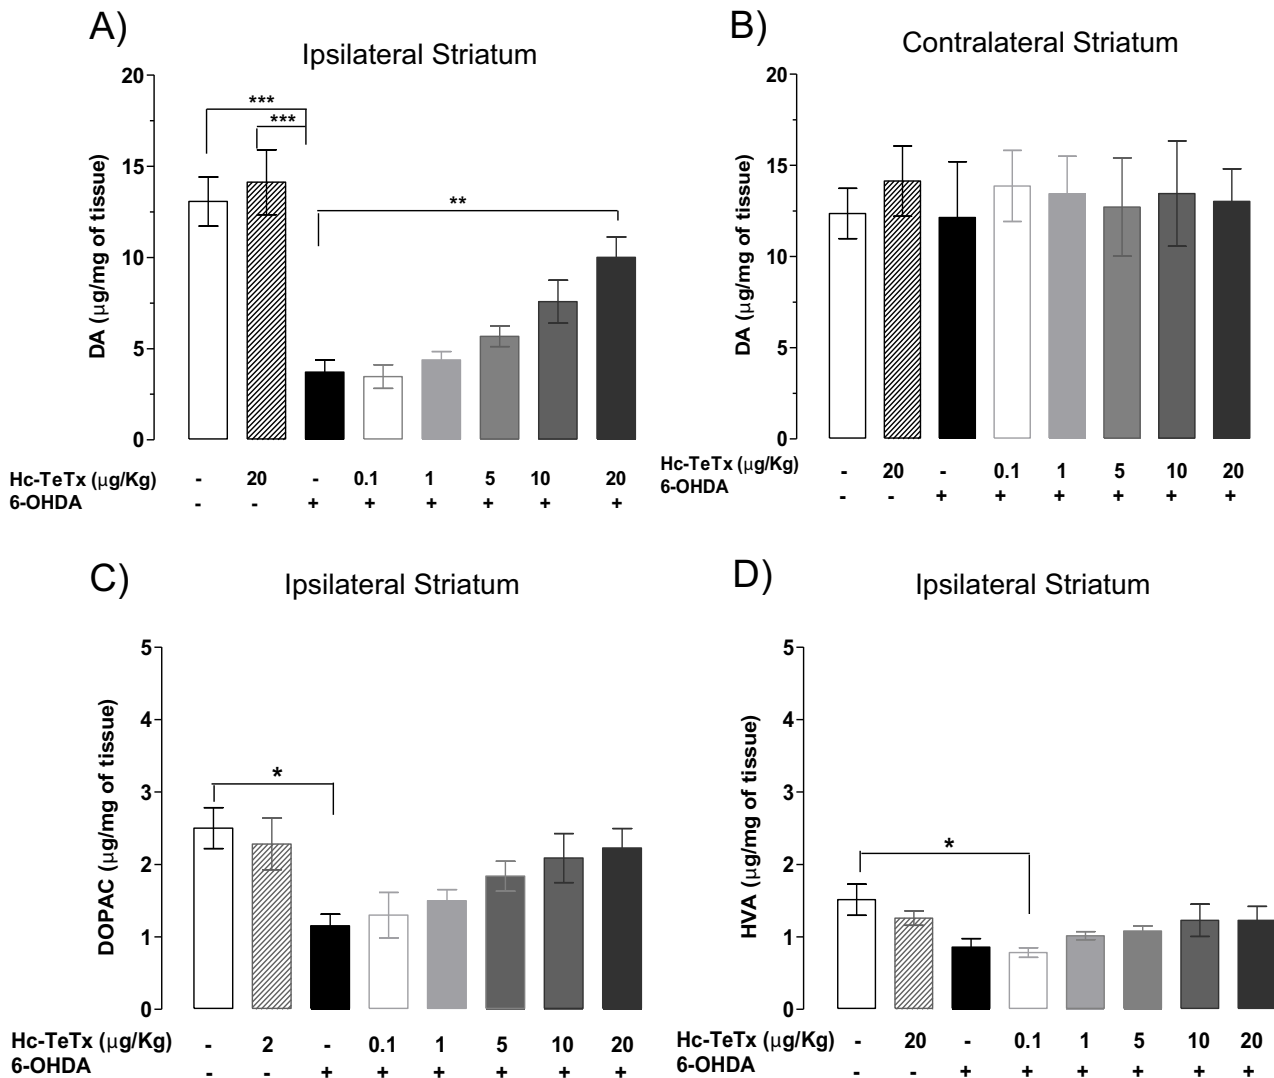 A)
Ipsilateral Striatum
DA (μg/mg of tissue)
20
15
10
5
0
***
***
**
Hc-TeTx (μg/Kg) - 20 - 0.1 1 5 10 20
6-OHDA - - + + + + + +
B)
Contralateral Striatum
DA (μg/mg of tissue)
20
15
10
5
0
Hc-TeTx (μg/Kg) - 20 - 0.1 1 5 10 20
6-OHDA - - + + + + + +
C)
Ipsilateral Striatum
DOPAC (μg/mg of tissue)
5
4
3
2
1
0
*
Hc-TeTx (μg/Kg) - 2 - 0.1 1 5 10 20
6-OHDA - - + + + + + +
D)
Ipsilateral Striatum
HVA (μg/mg of tissue)
5
4
3
2
1
0
*
Hc-TeTx (μg/Kg) - 20 - 0.1 1 5 10 20
6-OHDA - - + + + + + +